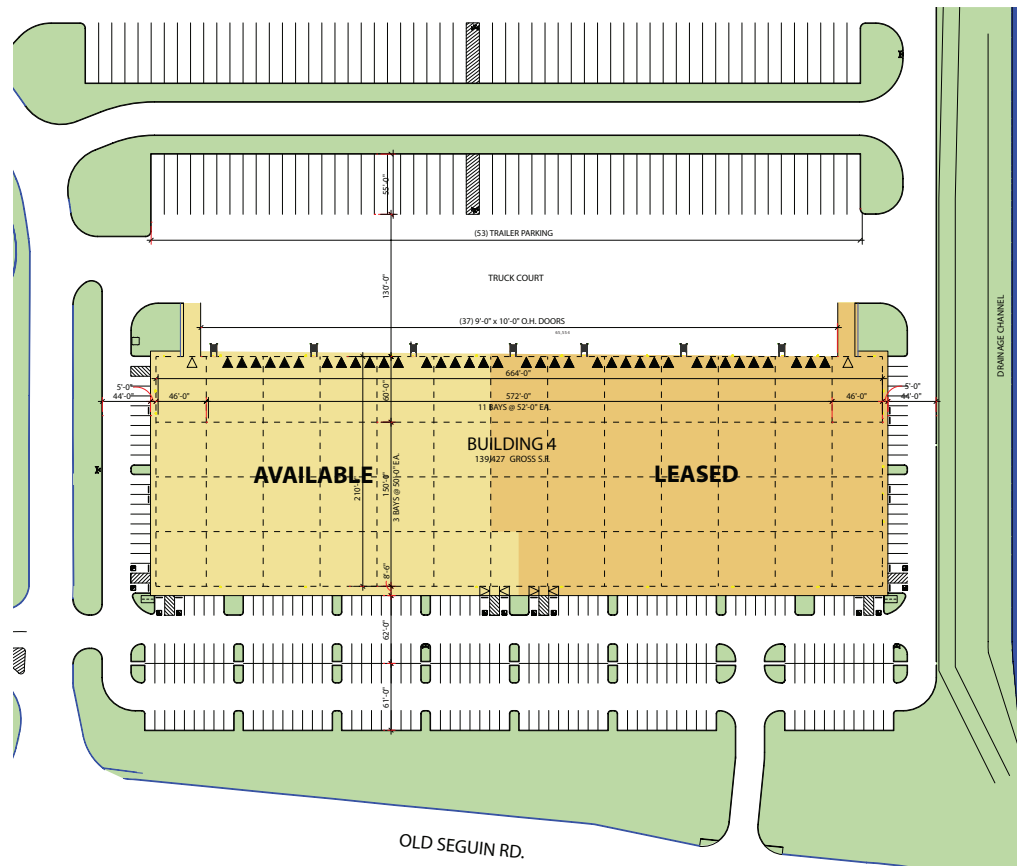 55'-0"
(53) TRAILER PARKING
TRUCK COURT
130'-0"
(37) 9'-0" x 10'-0" O.H. DOORS
DRAINAGE CHANNEL
664'-0"
5'-0"
44'-0"
46'-0"
60'-0"
572'-0"
11 BAYS @ 52'-0" EA.
46'-0"
5'-0"
44'-0"
BUILDING 4
139,427 GROSS S.F.
AVAILABLE
LEASED
210'-
150'-0"
3 BAYS @ 50'-0" EA.
8'-6"
62'-0"
61'-0"
OLD SEGUIN RD.